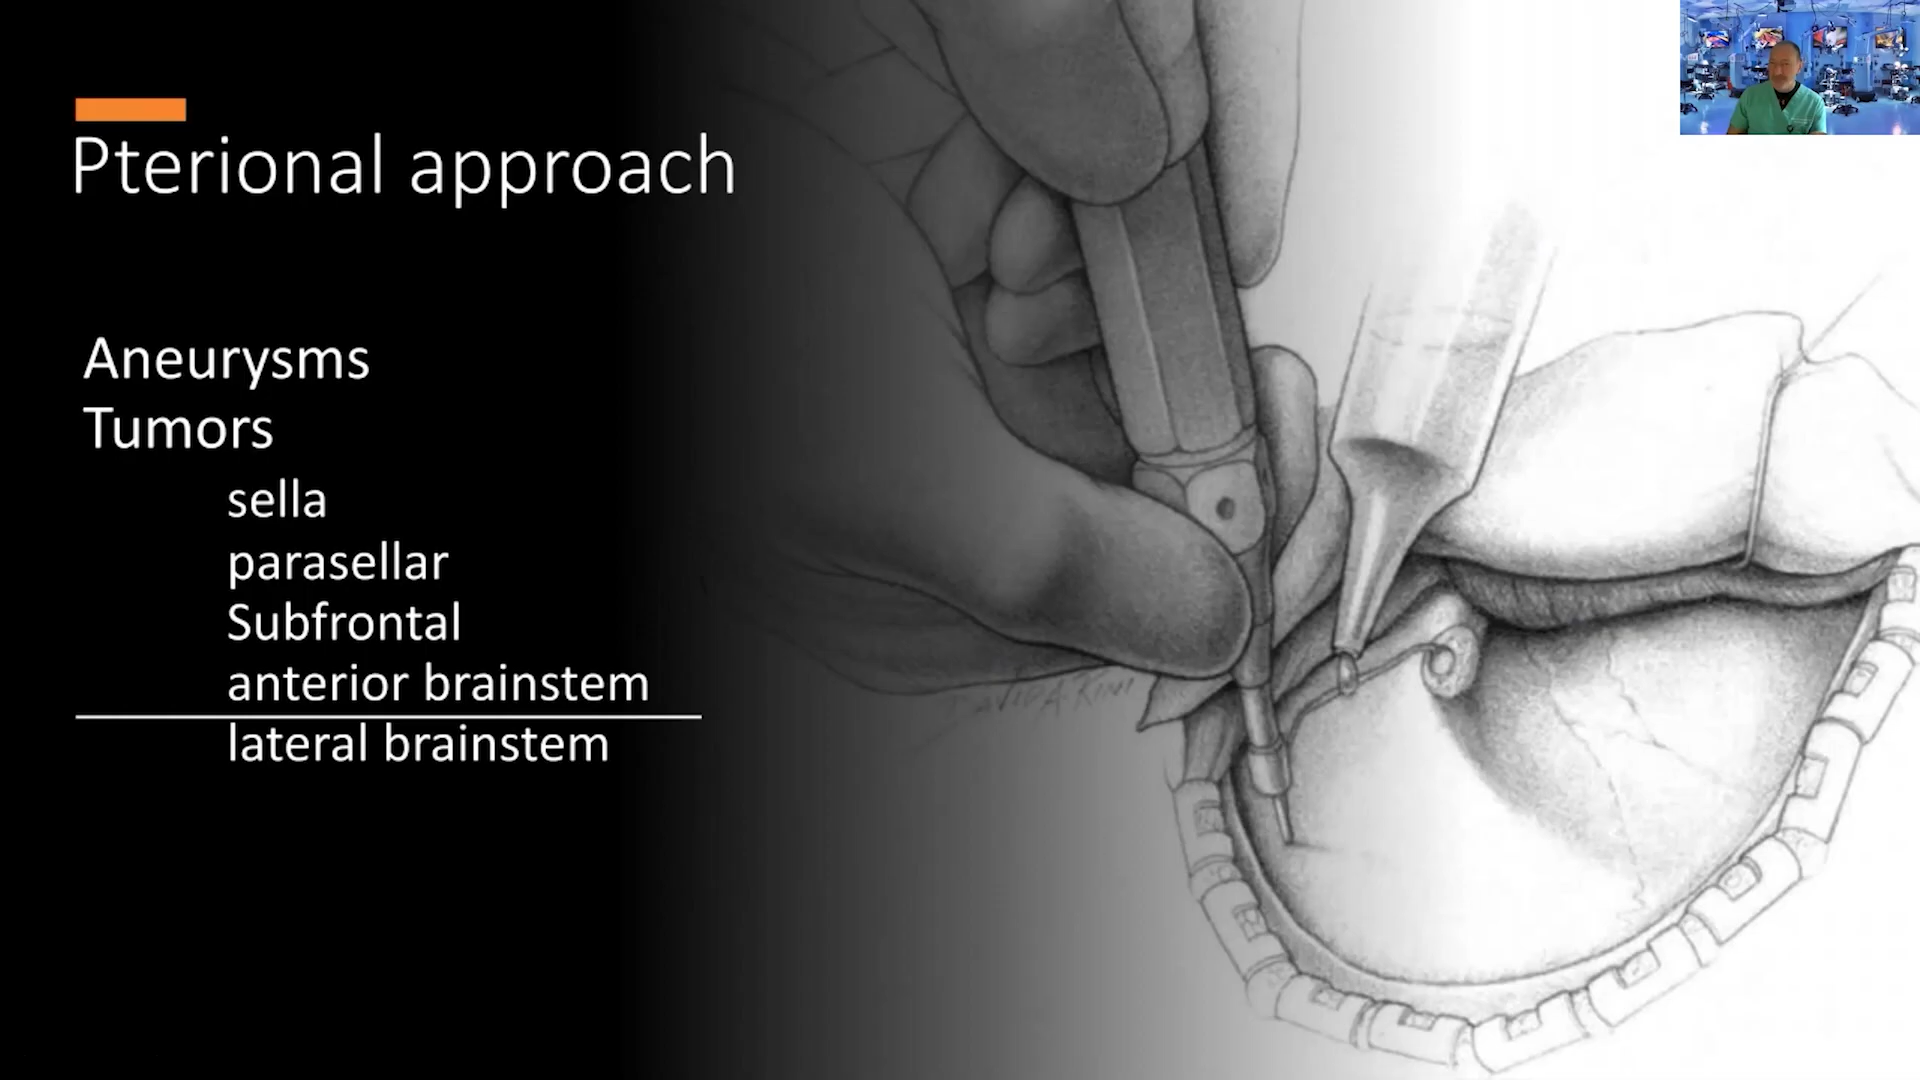 Pterional approach
Aneurysms
Tumors
sella
parasellar
Subfrontal
anterior brainstem
lateral brainstem